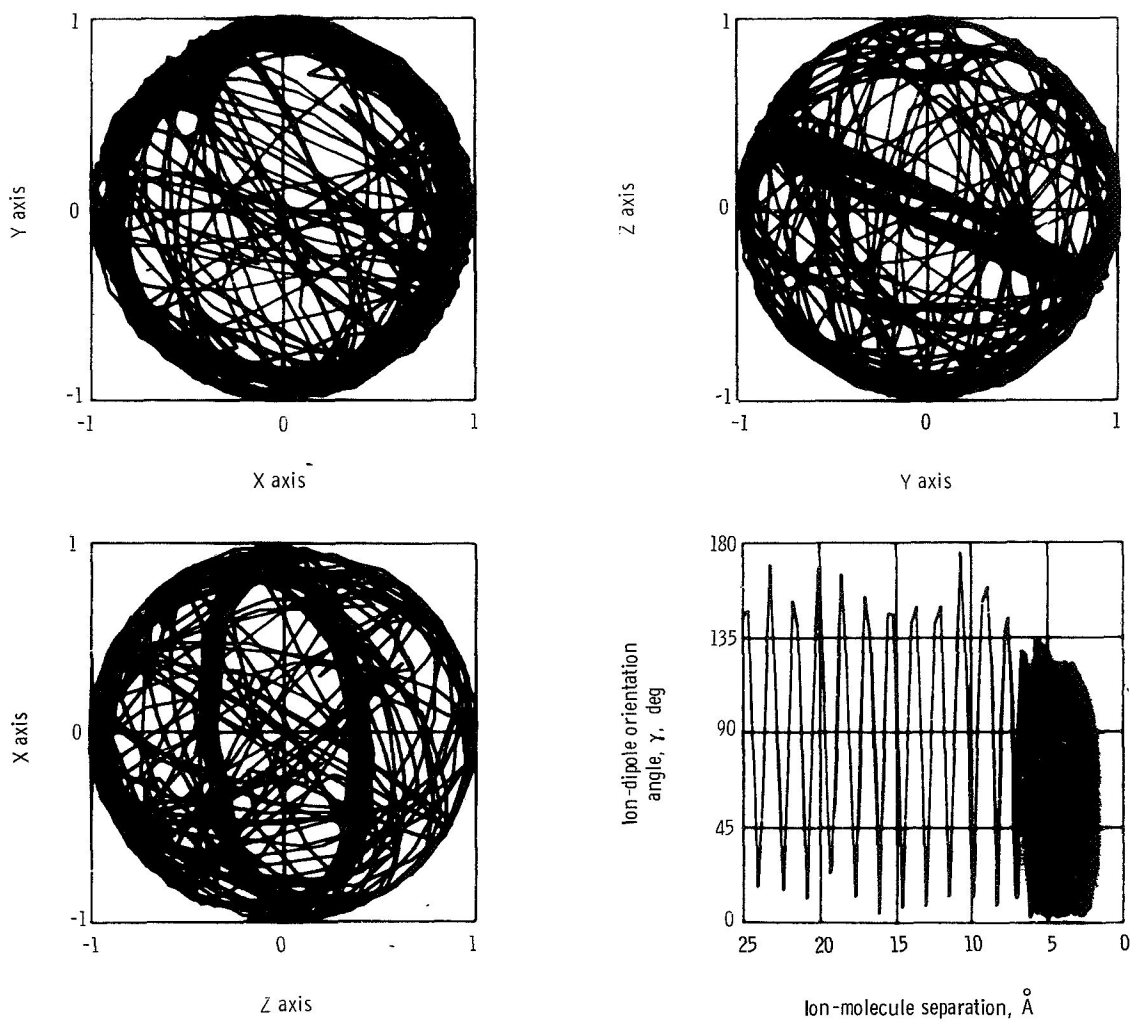 1
Y axis
0
-1
-1 0 1
X axis
1
Z axis
0
-1
-1 0 1
Y axis
1
X axis
0
-1
-1 0 1
Z axis
180
135
90
45
0
Ion-dipole orientation
angle, γ, deg
25 20 15 10 5 0
Ion-molecule separation, Å